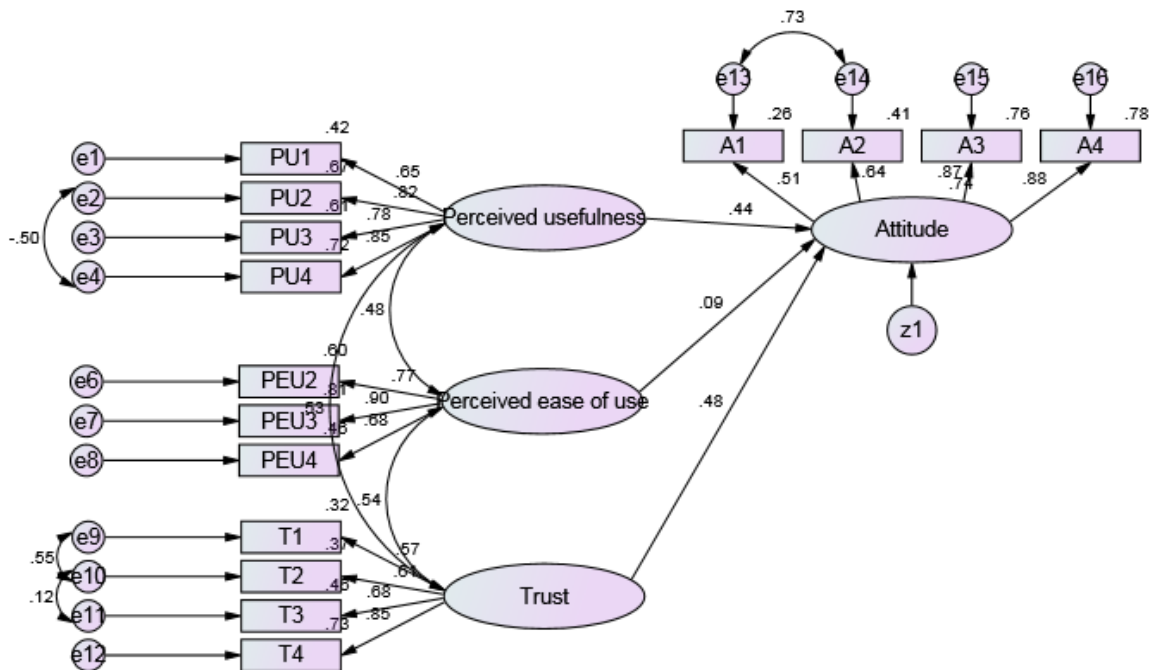 .73
e13 e14 e15 e16
.26 .41 .76 .78
A1 A2 A3 A4
.51 .64 .87 .74 .88
Attitude
z1
.42
e1 PU1
.67 .65
e2 PU2 .82
.61
e3 PU3 .78
.72 .85
e4 PU4
-.50
Perceived usefulness
.44
.48
.09
.60
e6 PEU2 .77
.81
e7 PEU3 .90
.53
.46 .68
e8 PEU4
Perceived ease of use
.48
.54
.32
e9 T1 .57
.37
.55
e10 T2 .61
.46
.12
e11 T3 .68
.73 .85
e12 T4
Trust